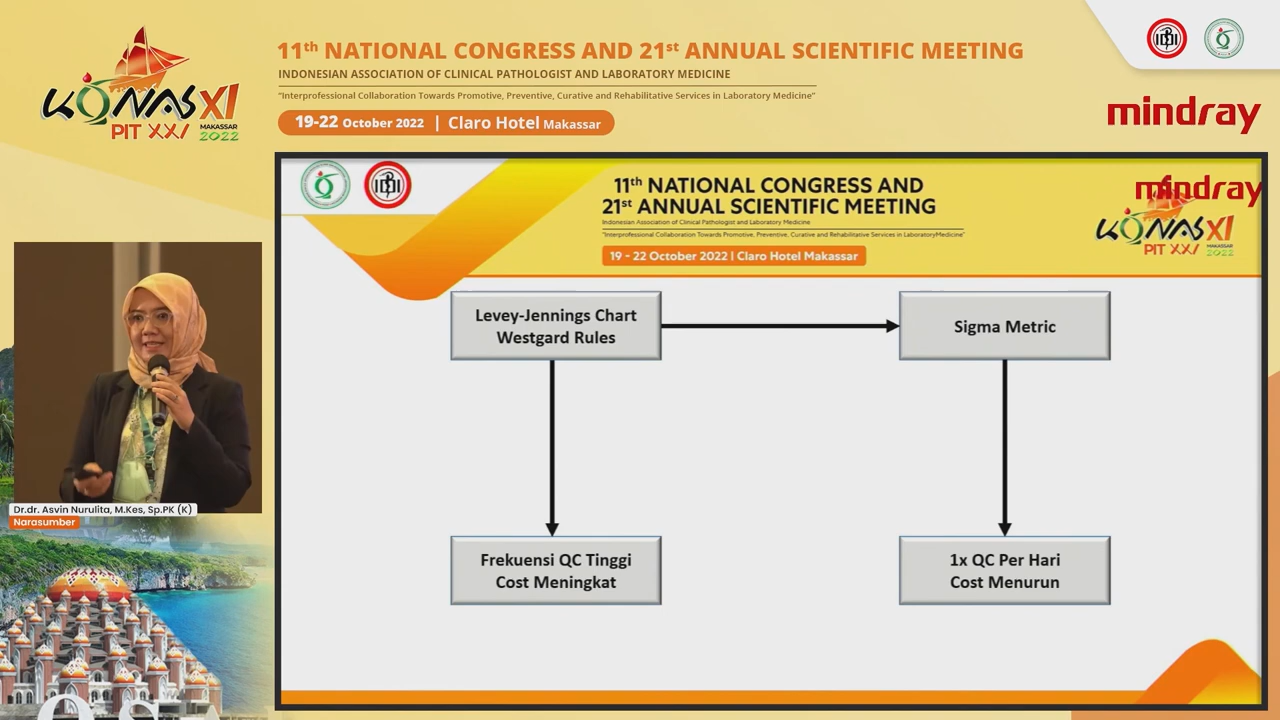 11th NATIONAL CONGRESS AND 21st ANNUAL SCIENTIFIC MEETING
INDONESIAN ASSOCIATION OF CLINICAL PATHOLOGIST AND LABORATORY MEDICINE
"Interprofessional Collaboration Towards Promotive, Preventive, Curative and Rehabilitative Services in Laboratory Medicine"
19-22 October 2022 | Claro Hotel Makassar
KONAS XI
PIT XXI
MAKASSAR
2022
mindray
11th NATIONAL CONGRESS AND
21st ANNUAL SCIENTIFIC MEETING
Indonesian Association of Clinical Pathologist and Laboratory Medicine
"Interprofessional Collaboration Towards Promotive, Preventive, Curative and Rehabilitative Services in LaboratoryMedicine"
19 - 22 October 2022 | Claro Hotel Makassar
mindray
KONAS XI
PIT XXI
MAKASSAR
2022
Levey-Jennings Chart
Westgard Rules
Sigma Metric
Frekuensi QC Tinggi
Cost Meningkat
1x QC Per Hari
Cost Menurun
Dr.dr. Asvin Nurulita, M.Kes, Sp.PK (K)
Narasumber